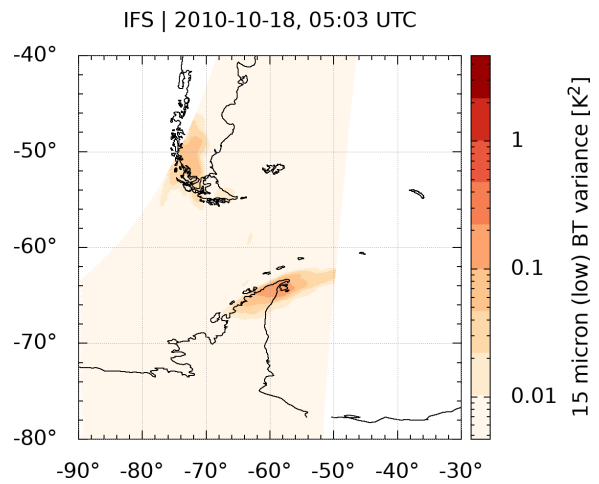 IFS | 2010-10-18, 05:03 UTC
-40°
-50°
-60°
-70°
-80°
-90° -80° -70° -60° -50° -40° -30°
1
0.1
0.01
15 micron (low) BT variance [K²]